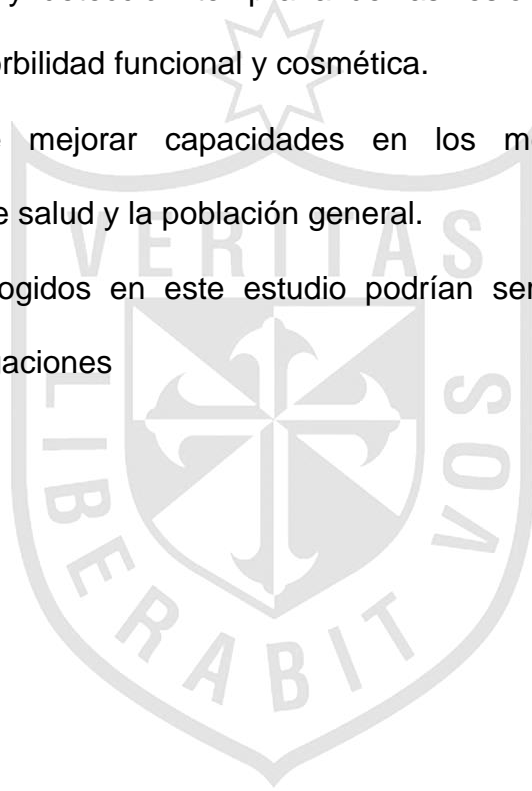 y detección
orbilidad funcional y cosmética.
mejorar capacidades en los
e salud y la población general.
VERITAS
ogidos en este estudio podrían
aciones
LIBERABIT
VOS